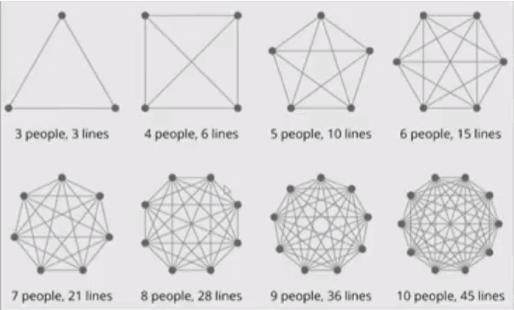 3 people, 3 lines
4 people, 6 lines
5 people, 10 lines
6 people, 15 lines
7 people, 21 lines
8 people, 28 lines
9 people, 36 lines
10 people, 45 lines